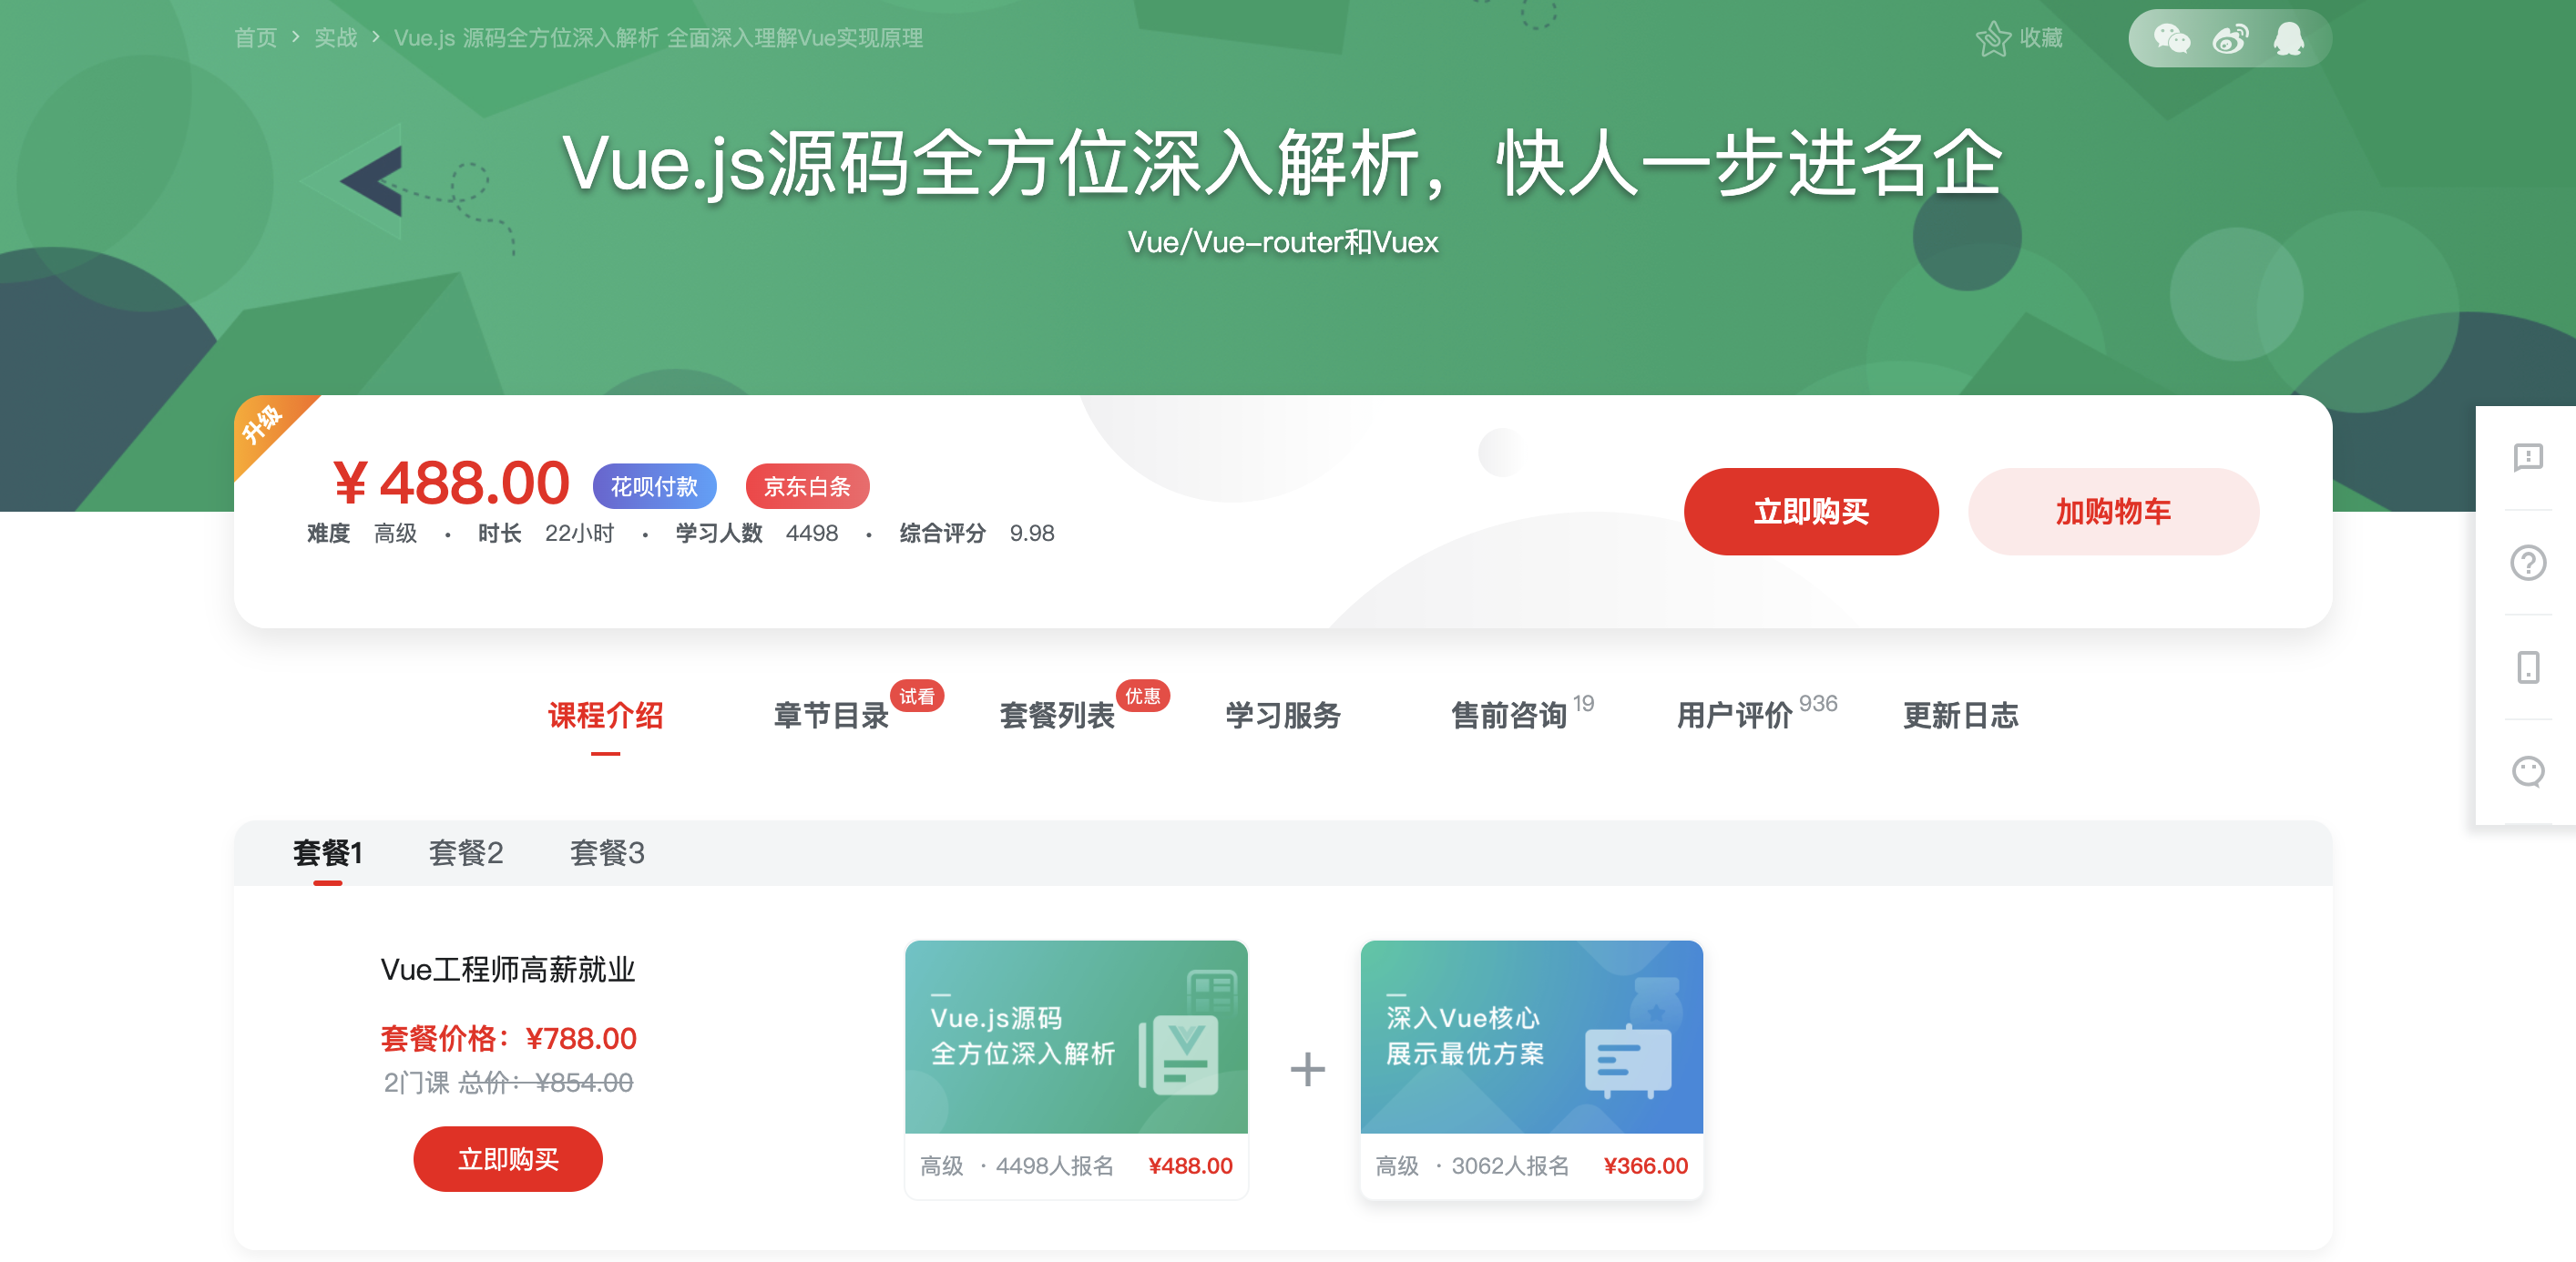 首页 > 实战 > Vue.js 源码全方位深入解析 全面深入理解Vue实现原理
收藏
Vue.js源码全方位深入解析，快人一步进名企
Vue/Vue-router和Vuex
升级
¥ 488.00 花呗付款 京东白条
难度 高级 · 时长 22小时 · 学习人数 4498 · 综合评分 9.98
立即购买 加购物车
课程介绍 章节目录 试看 套餐列表 优惠 学习服务 售前咨询 19 用户评价 936 更新日志
套餐1 套餐2 套餐3
Vue工程师高薪就业
套餐价格：¥788.00
2门课 总价：¥854.00
立即购买
Vue.js源码
全方位深入解析
高级 · 4498人报名 ¥488.00
+
深入Vue核心
展示最优方案
高级 · 3062人报名 ¥366.00